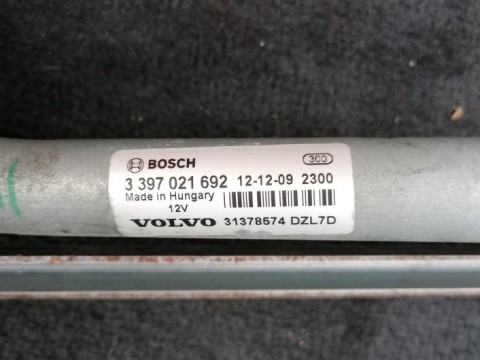 BOSCH 300
3 397 021 692 12-12-09 2300
Made in Hungary
12V
VOLVO 31378574 DZL7D